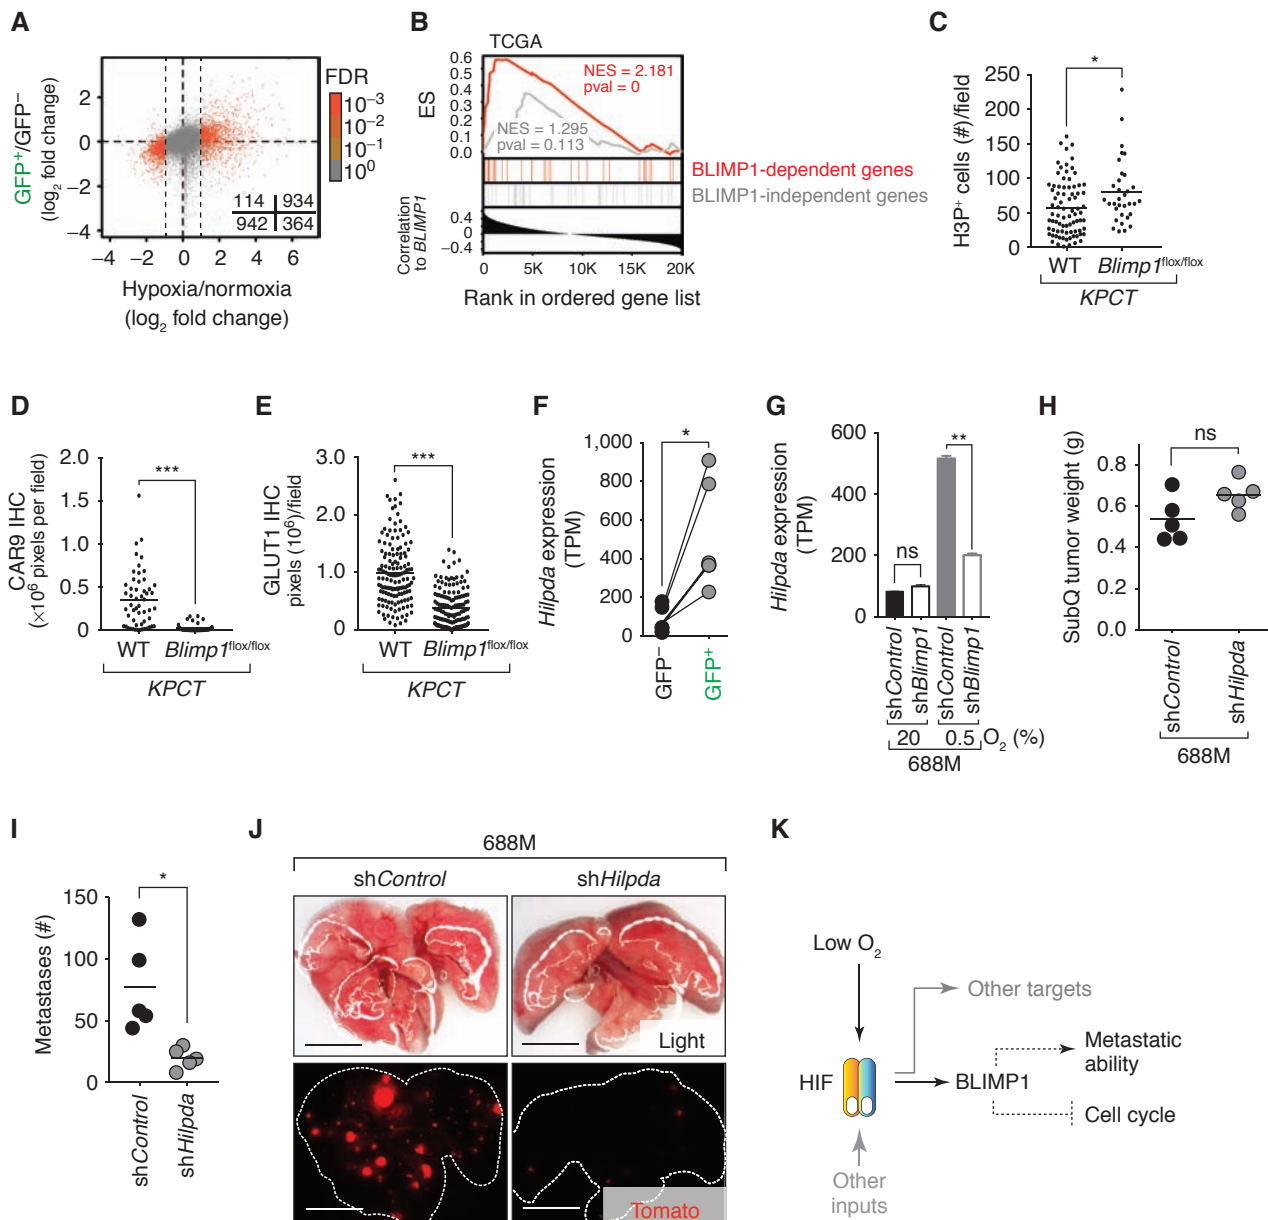 A
GFP⁺/GFP⁻
(log₂ fold change)
2
0
−2
−4
−4 −2 0 2 4 6
Hypoxia/normoxia
(log₂ fold change)
114 934
942 364
FDR
10⁻³
10⁻²
10⁻¹
10⁰
B
TCGA
ES
0.6
0.5
0.4
0.3
0.2
0.1
0.0
NES = 2.181
pval = 0
NES = 1.295
pval = 0.113
BLIMP1-dependent genes
BLIMP1-independent genes
Correlation
to BLIMP1
0.4
0
−0.4
0 5K 10K 15K 20K
Rank in ordered gene list
C
H3P⁺ cells (#)/field
250
200
150
100
50
0
*
WT Blimp1flox/flox
KPCT
D
CAR9 IHC
(×10⁶ pixels per field)
2.0
1.5
1.0
0.5
0
***
WT Blimp1flox/flox
KPCT
E
GLUT1 IHC
pixels (10⁶)/field
3.0
2.0
1.0
0
***
WT Blimp1flox/flox
KPCT
F
Hilpda expression
(TPM)
1,000
800
600
400
200
0
*
GFP⁻
GFP⁺
G
Hilpda expression
(TPM)
600
400
200
0
ns
**
shControl
shBlimp1
shControl
shBlimp1
20 0.5 O₂ (%)
688M
H
SubQ tumor weight (g)
0.8
0.6
0.4
0.2
0.0
ns
shControl
shHilpda
688M
I
Metastases (#)
150
100
50
0
*
shControl
shHilpda
J
688M
shControl shHilpda
Light
Tomato
K
Low O₂
Other targets
HIF
BLIMP1
Metastatic
ability
Cell cycle
Other
inputs